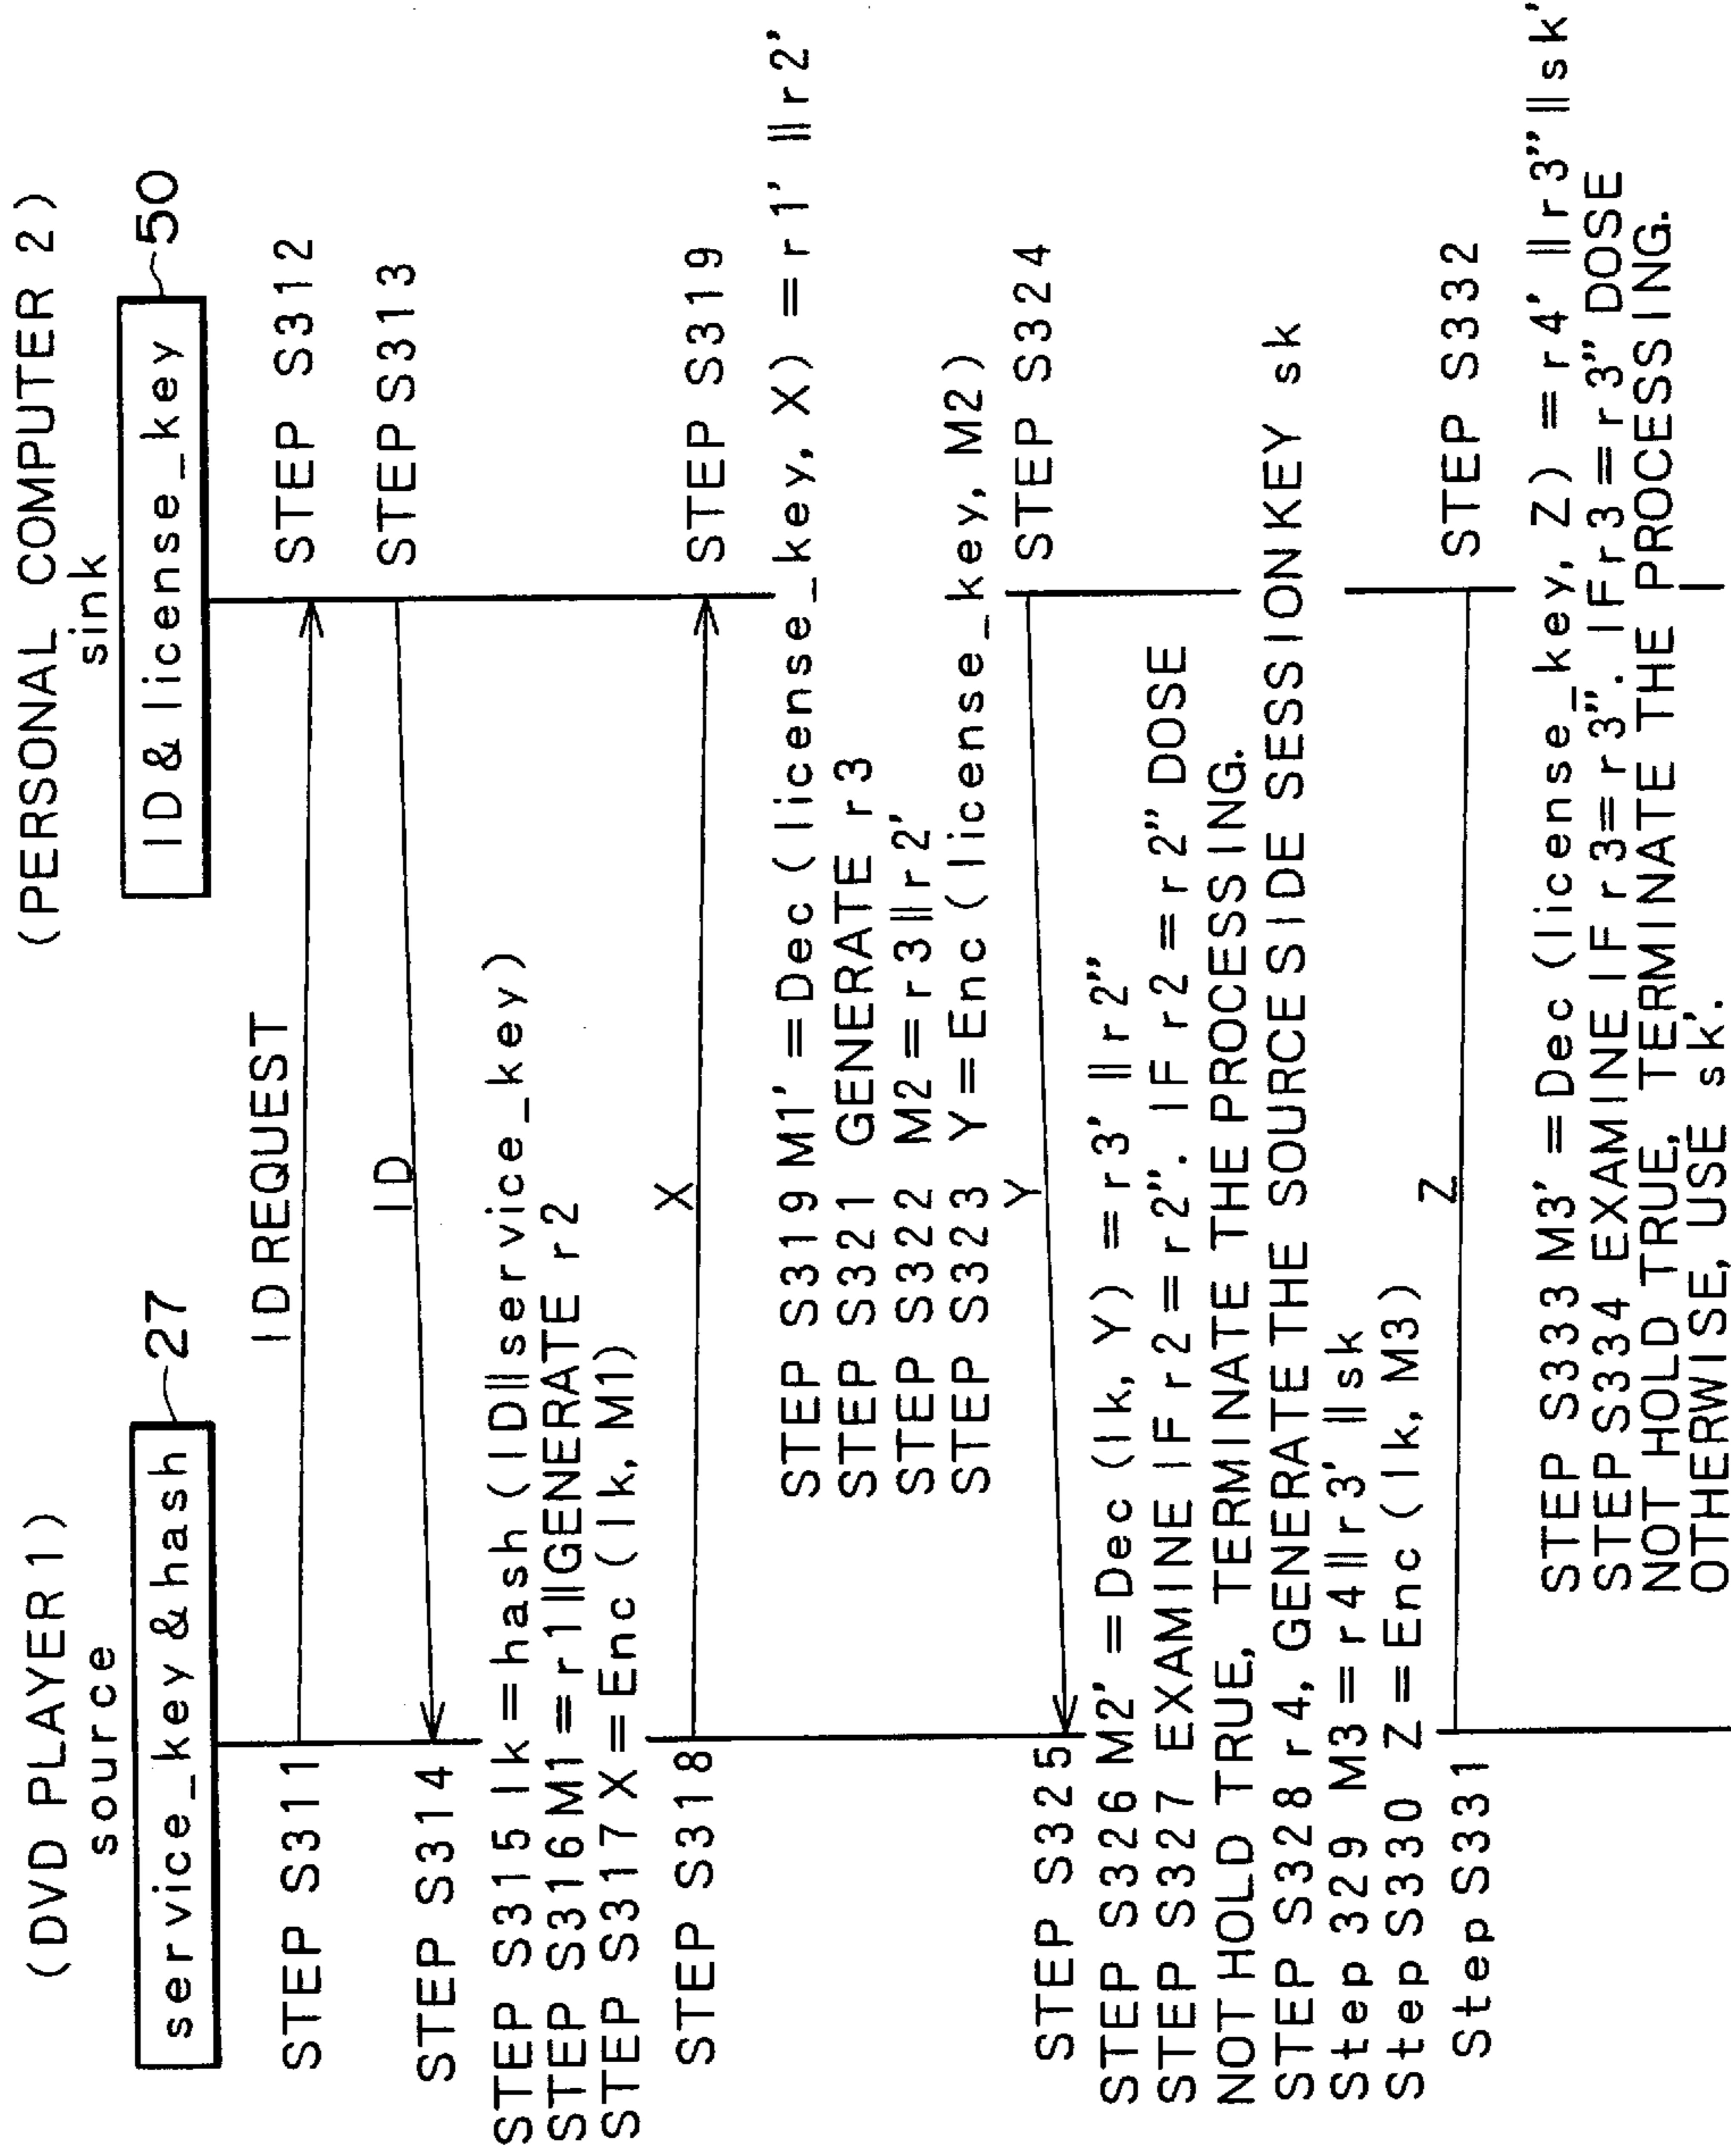 (DVD PLAYER 1)
source
service_key & hash
27
(PERSONAL COMPUTER 2)
sink
ID & license_key
50
STEP S311
ID REQUEST
STEP S312
STEP S314
ID
STEP S313
STEP S315 lk=hash (ID||service_key)
STEP S316 M1=r1||GENERATE r2
STEP S317 X=Enc (lk, M1)
STEP S318
X
STEP S319
STEP S319 M1'=Dec (license_key, X) = r1' || r2'
STEP S321 GENERATE r3
STEP S322 M2=r3||r2'
STEP S323 Y=Enc (license_key, M2)
STEP S325
Y
STEP S324
STEP S326 M2'=Dec (lk, Y) = r3' || r2"
STEP S327 EXAMINE IF r2=r2". IF r2=r2" DOSE
NOT HOLD TRUE, TERMINATE THE PROCESSING.
STEP S328 r4, GENERATE THE SOURCE SIDE SESSION KEY sk
Step 329 M3=r4||r3' ||sk
Step S330 Z=Enc (lk, M3)
Step S331
Z
STEP S332
STEP S333 M3'=Dec (license_key, Z) = r4' || r3" || sk'
STEP S334 EXAMINE IF r3=r3". IF r3=r3" DOSE
NOT HOLD TRUE, TERMINATE THE PROCESSING.
OTHERWISE, USE sk'.